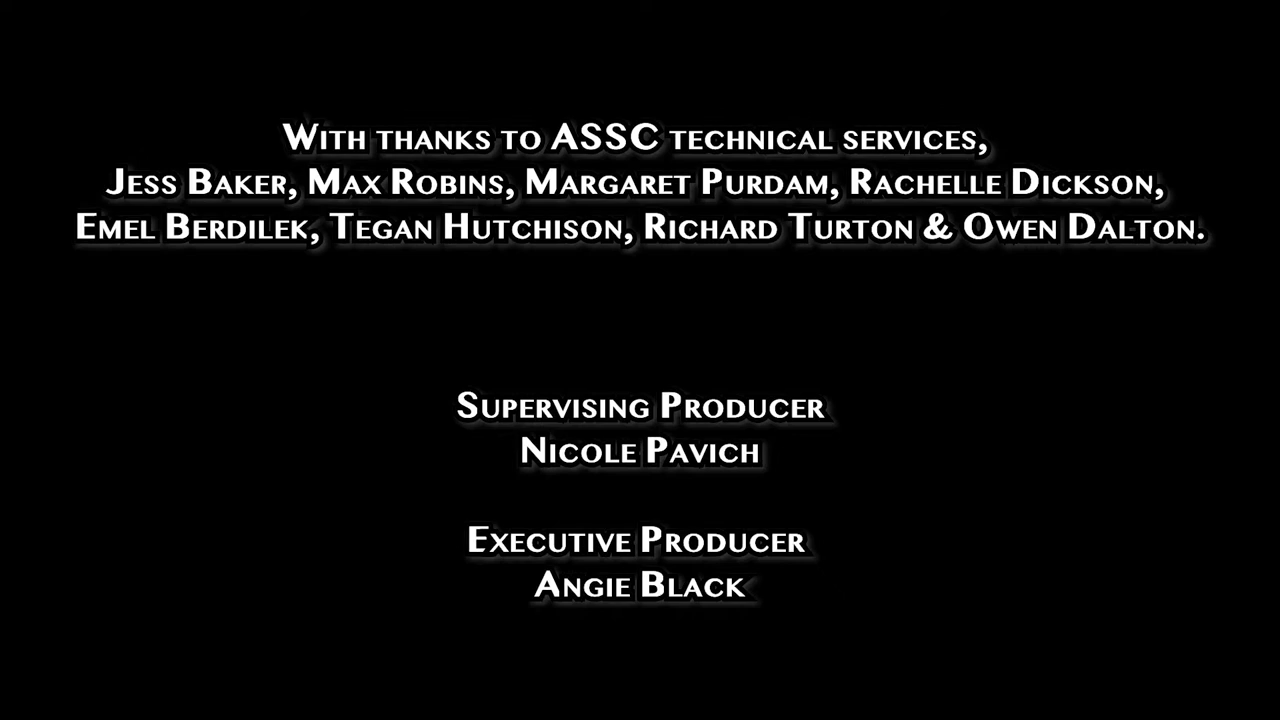 With thanks to ASSC technical services,
Jess Baker, Max Robins, Margaret Purdam, Rachelle Dickson,
Emel Berdilek, Tegan Hutchison, Richard Turton & Owen Dalton.
Supervising Producer
Nicole Pavich
Executive Producer
Angie Black